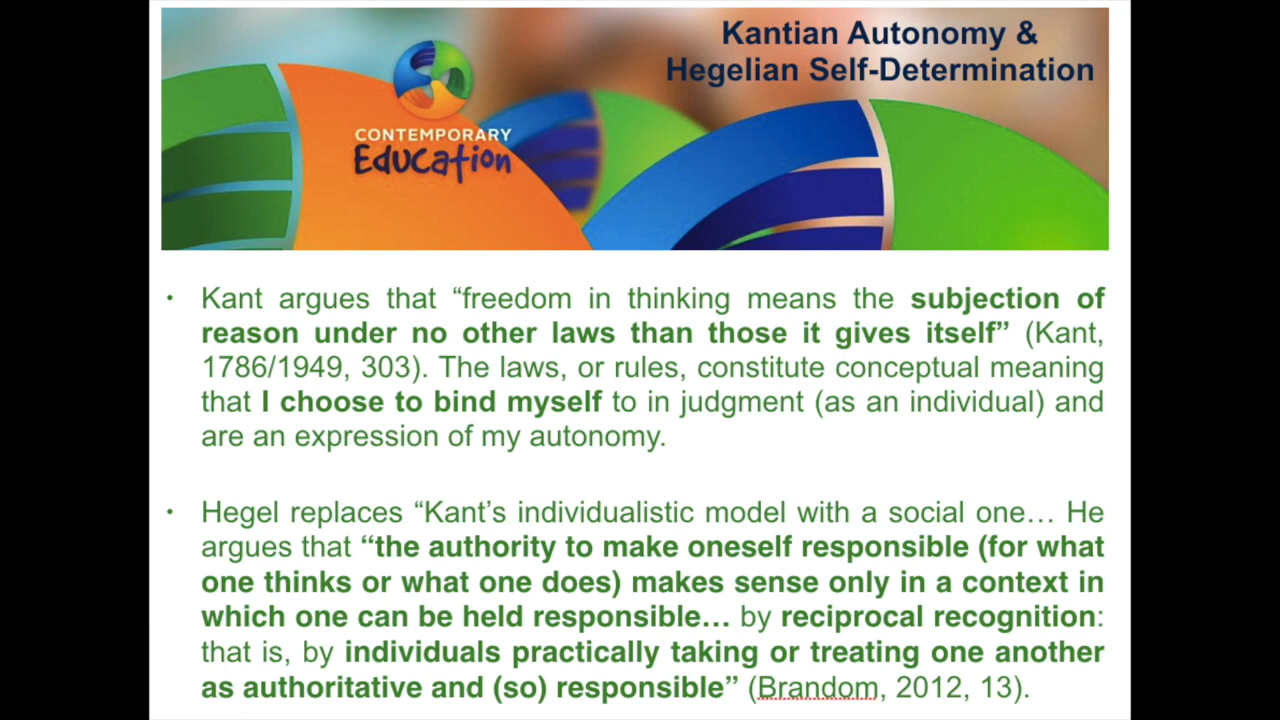 Kantian Autonomy &
Hegelian Self-Determination
CONTEMPORARY
Education
• Kant argues that “freedom in thinking means the subjection of
reason under no other laws than those it gives itself” (Kant,
1786/1949, 303). The laws, or rules, constitute conceptual meaning
that I choose to bind myself to in judgment (as an individual) and
are an expression of my autonomy.
• Hegel replaces “Kant’s individualistic model with a social one… He
argues that “the authority to make oneself responsible (for what
one thinks or what one does) makes sense only in a context in
which one can be held responsible… by reciprocal recognition:
that is, by individuals practically taking or treating one another
as authoritative and (so) responsible” (Brandom, 2012, 13).